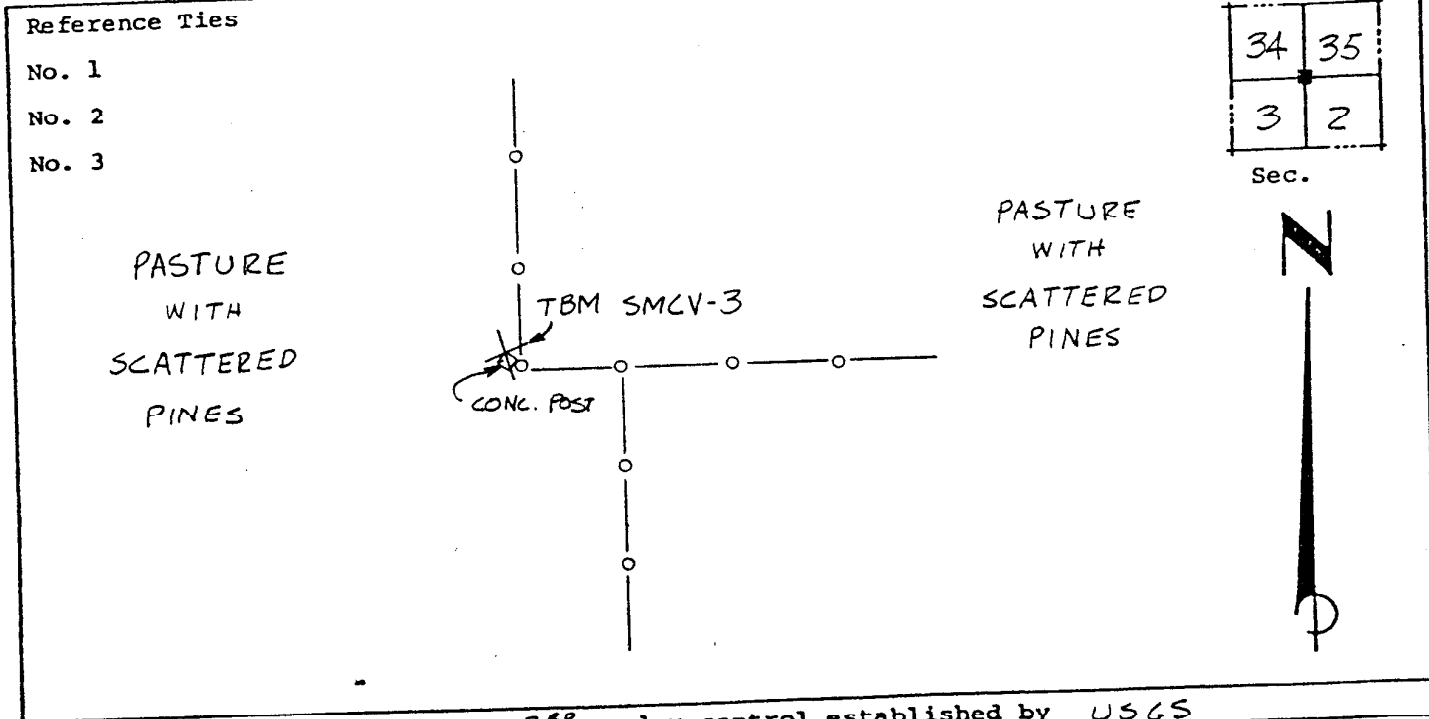 Reference Ties
No. 1
No. 2
No. 3
34 35
3 2
Sec.
N
PASTURE
WITH
SCATTERED
PINES
PASTURE
WITH
SCATTERED
PINES
TBM SMCV-3
CONC. POST
control established by USGS